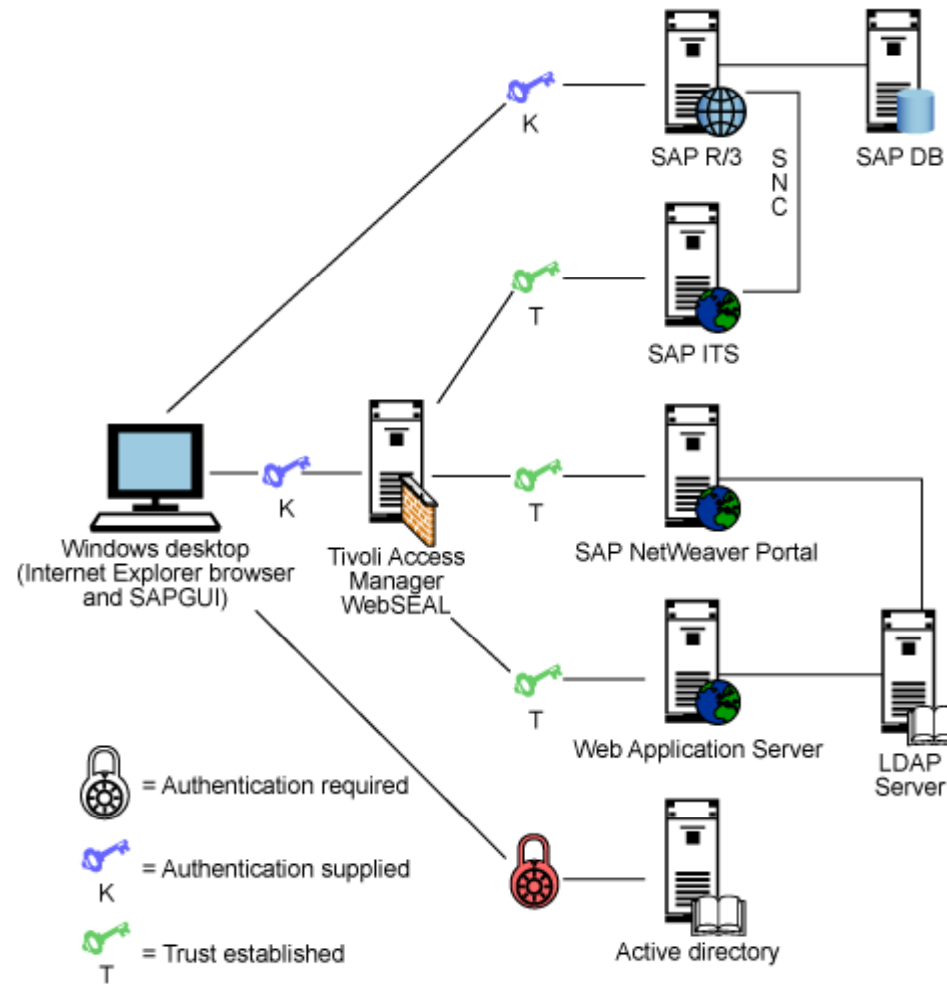 K
SAP R/3
SAP DB
S
N
C
T
SAP ITS
K
T
Windows desktop
(Internet Explorer browser
and SAPGUI)
Tivoli Access
Manager
WebSEAL
SAP NetWeaver Portal
T
Web Application Server
LDAP
Server
= Authentication required
K
= Authentication supplied
T
= Trust established
Active directory